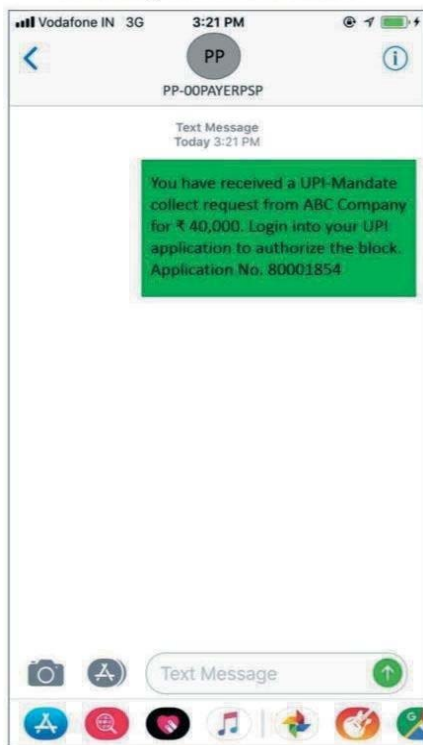 Vodafone IN 3G 3:21 PM
PP
PP-OOPAYERPSP
Text Message
Today 3:21 PM
You have received a UPI-Mandate
collect request from ABC Company
for ₹ 40,000. Login into your UPI
application to authorize the block.
Application No. 80001854
Text Message